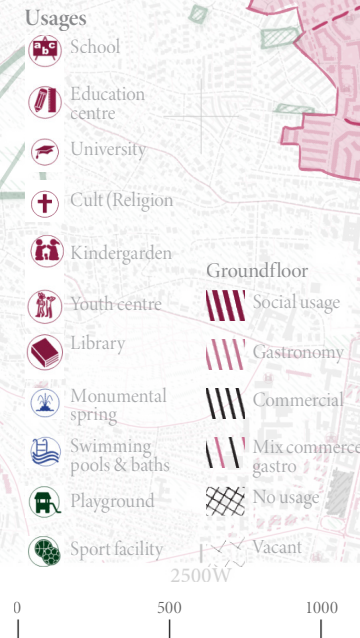 Usages
School
Education
centre
University
Cult (Religion
Kindergarden
Youth centre
Library
Monumental
spring
Swimming
pools & baths
Playground
Sport facility
Groundfloor
Social usage
Gastronomy
Commercial
Mix commerce
gastro
No usage
Vacant
2500W
0 500 1000